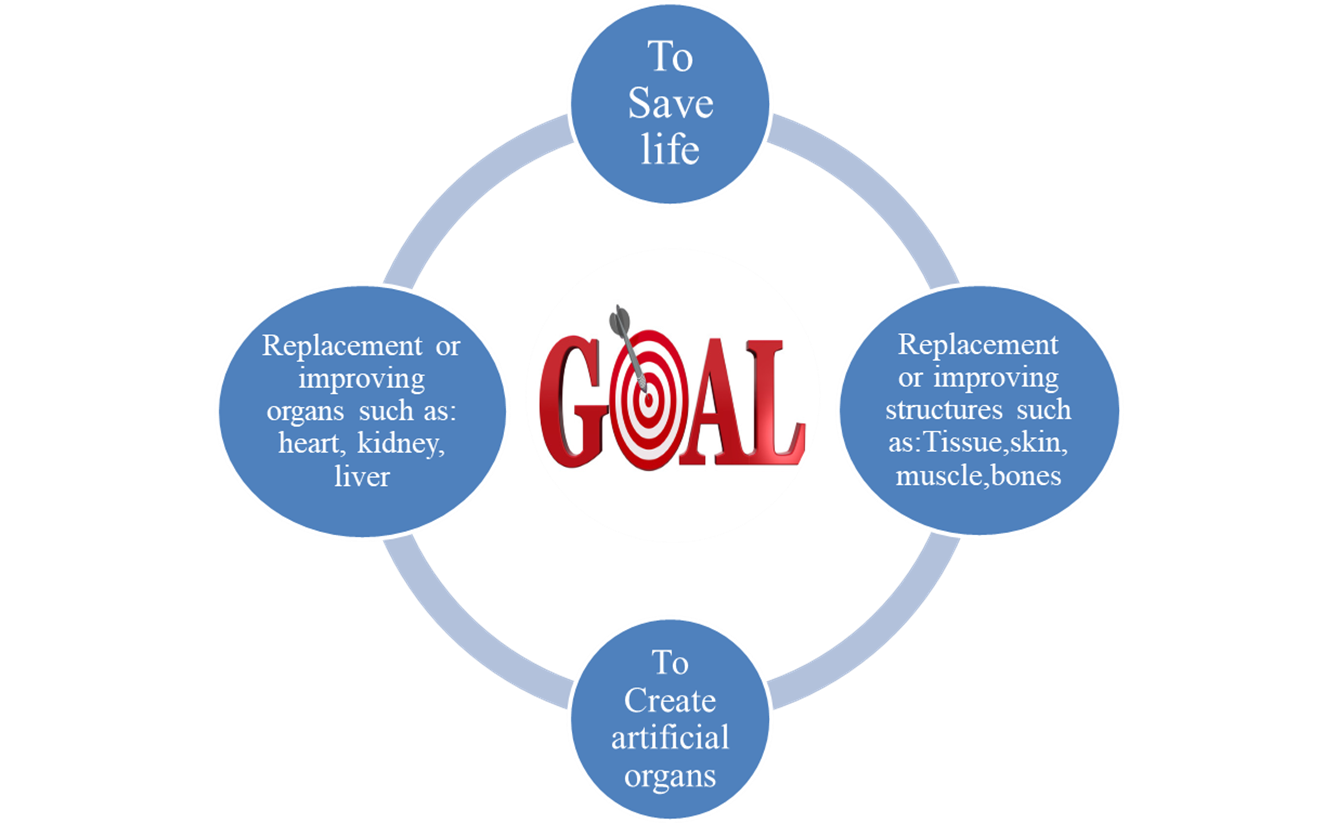 To
Save
life
Replacement or
improving
organs such as:
heart, kidney,
liver
GOAL
Replacement
or improving
structures such
as:Tissue,skin,
muscle,bones
To
Create
artificial
organs